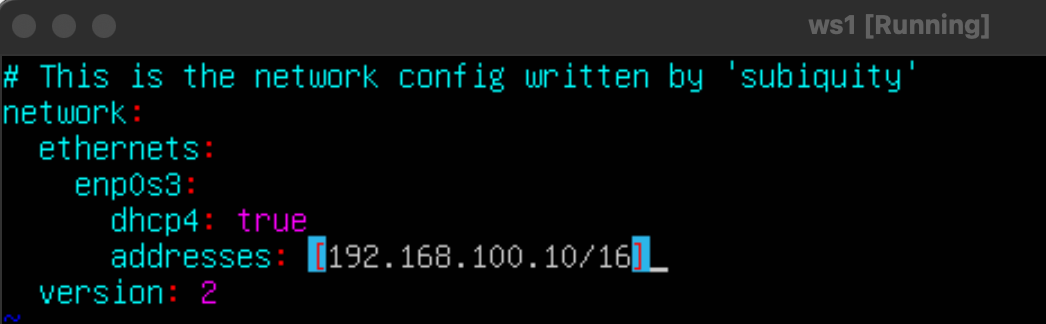 ws1 [Running]
# This is the network config written by 'subiquity'
network:
  ethernets:
    enp0s3:
      dhcp4: true
      addresses: [192.168.100.10/16]
  version: 2
~